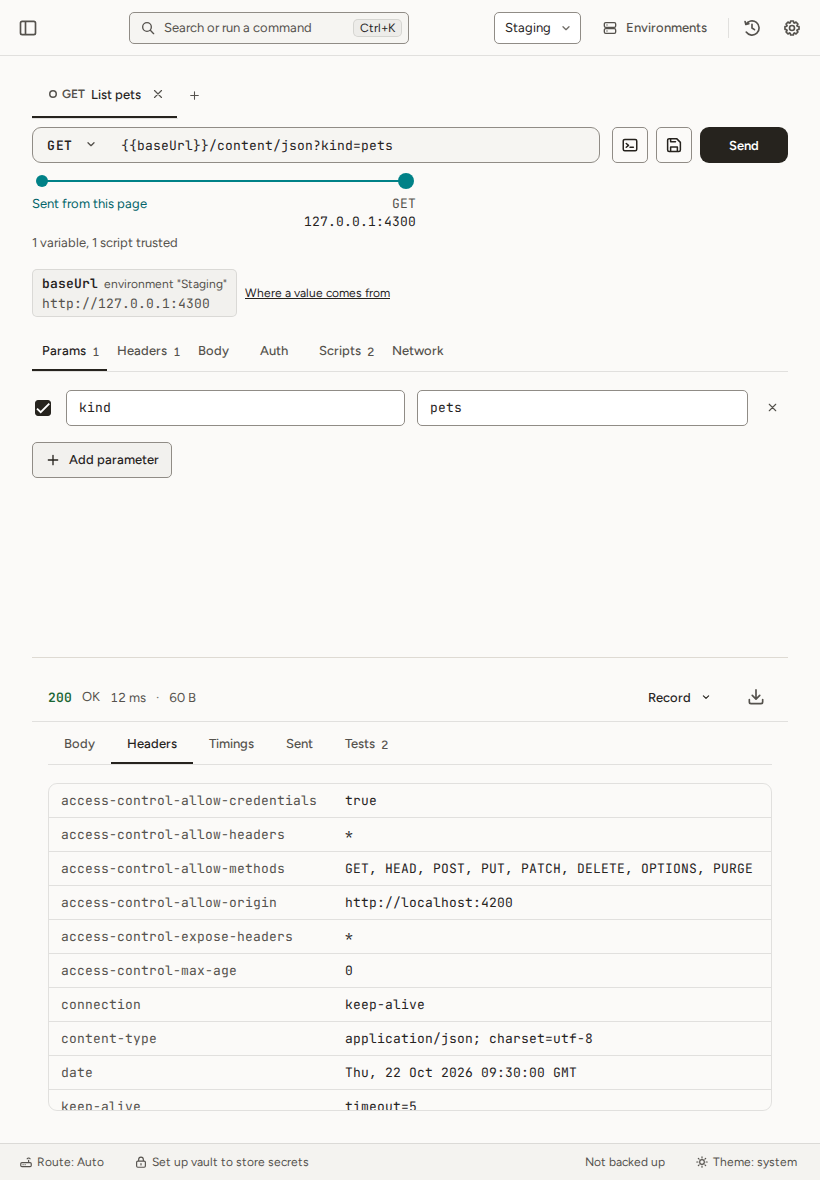 Search or run a command Ctrl+K Staging Environments
GET List pets
GET {{baseUrl}}/content/json?kind=pets Send
Sent from this page GET
127.0.0.1:4300
1 variable, 1 script trusted
baseUrl environment "Staging"
http://127.0.0.1:4300
Where a value comes from
Params 1 Headers 1 Body Auth Scripts 2 Network
kind pets
Add parameter
200 OK 12 ms · 60 B Record
Body Headers Timings Sent Tests 2
access-control-allow-credentials true
access-control-allow-headers *
access-control-allow-methods GET, HEAD, POST, PUT, PATCH, DELETE, OPTIONS, PURGE
access-control-allow-origin http://localhost:4200
access-control-expose-headers *
access-control-max-age 0
connection keep-alive
content-type application/json; charset=utf-8
date Thu, 22 Oct 2026 09:30:00 GMT
keep-alive timeout=5
Route: Auto Set up vault to store secrets Not backed up Theme: system